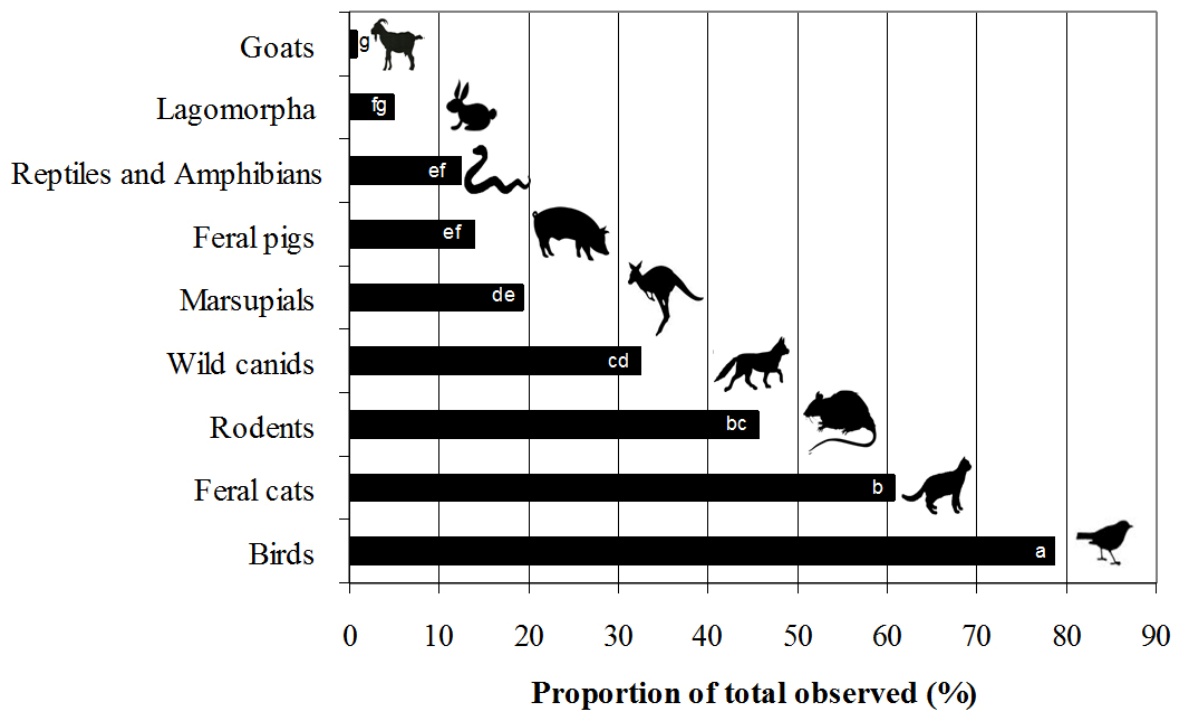 Goats g
Lagomorpha fg
Reptiles and Amphibians ef
Feral pigs ef
Marsupials de
Wild canids cd
Rodents bc
Feral cats b
Birds a
0 10 20 30 40 50 60 70 80 90
Proportion of total observed (%)